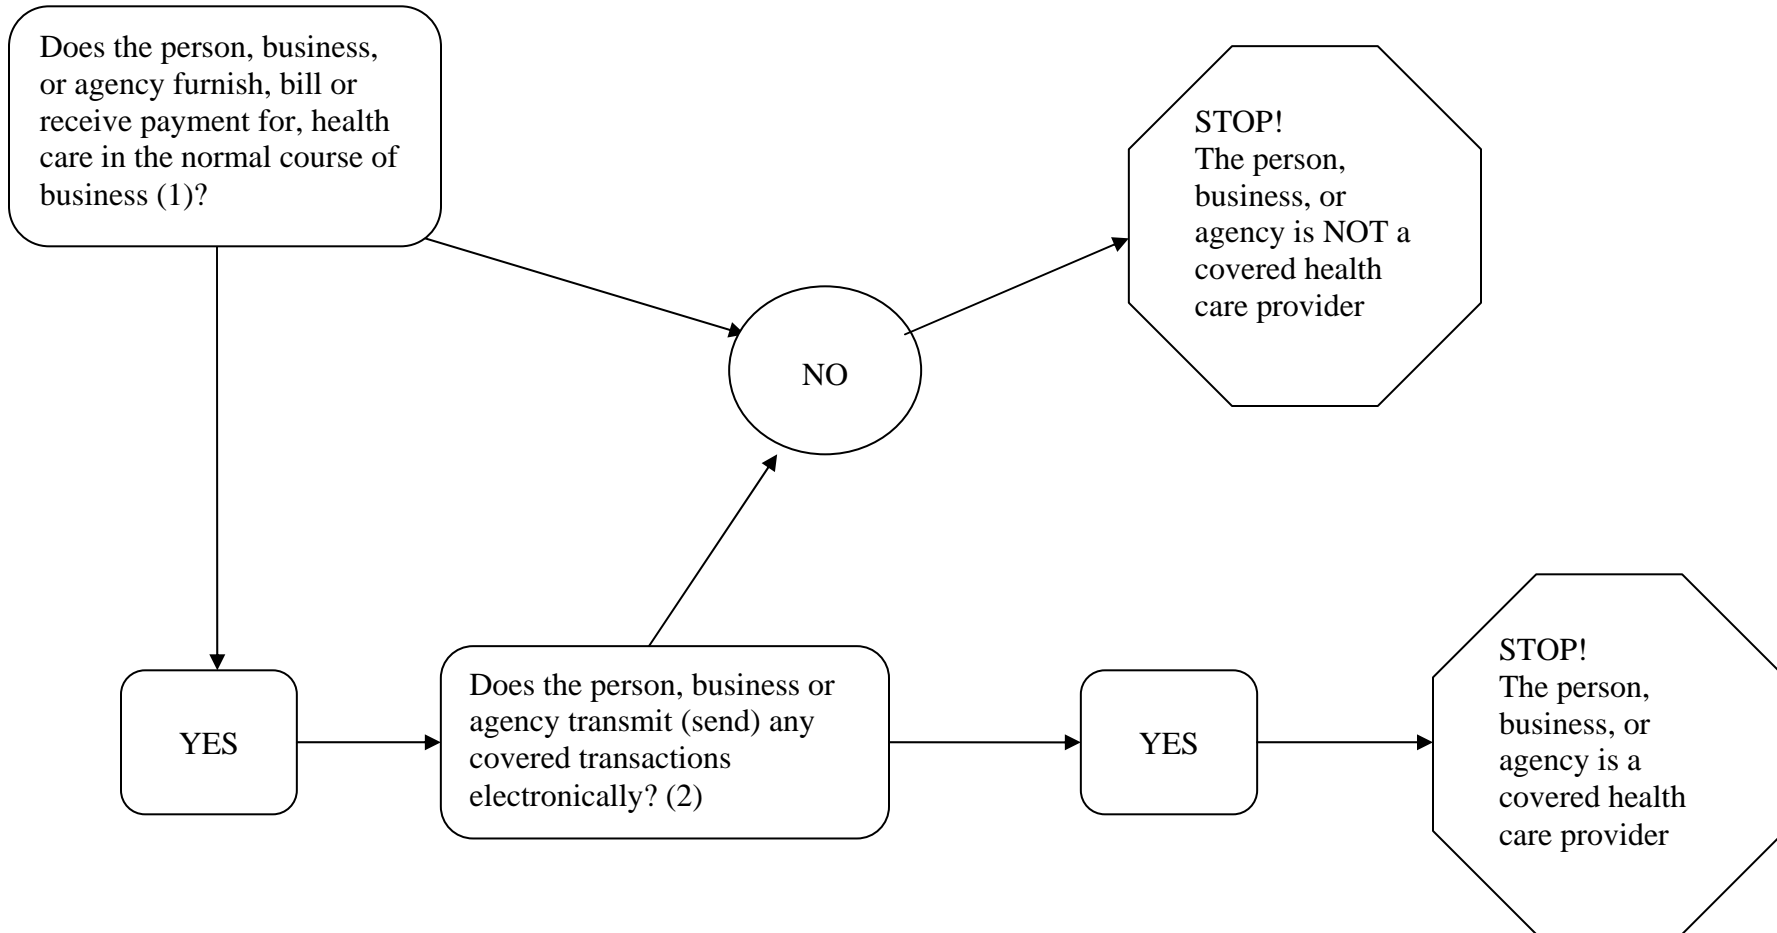 Does the person, business,
or agency furnish, bill or
receive payment for, health
care in the normal course of
business (1)?
STOP!
The person,
business, or
agency is NOT a
covered health
care provider
NO
YES
Does the person, business or
agency transmit (send) any
covered transactions
electronically? (2)
YES
STOP!
The person,
business, or
agency is a
covered health
care provider